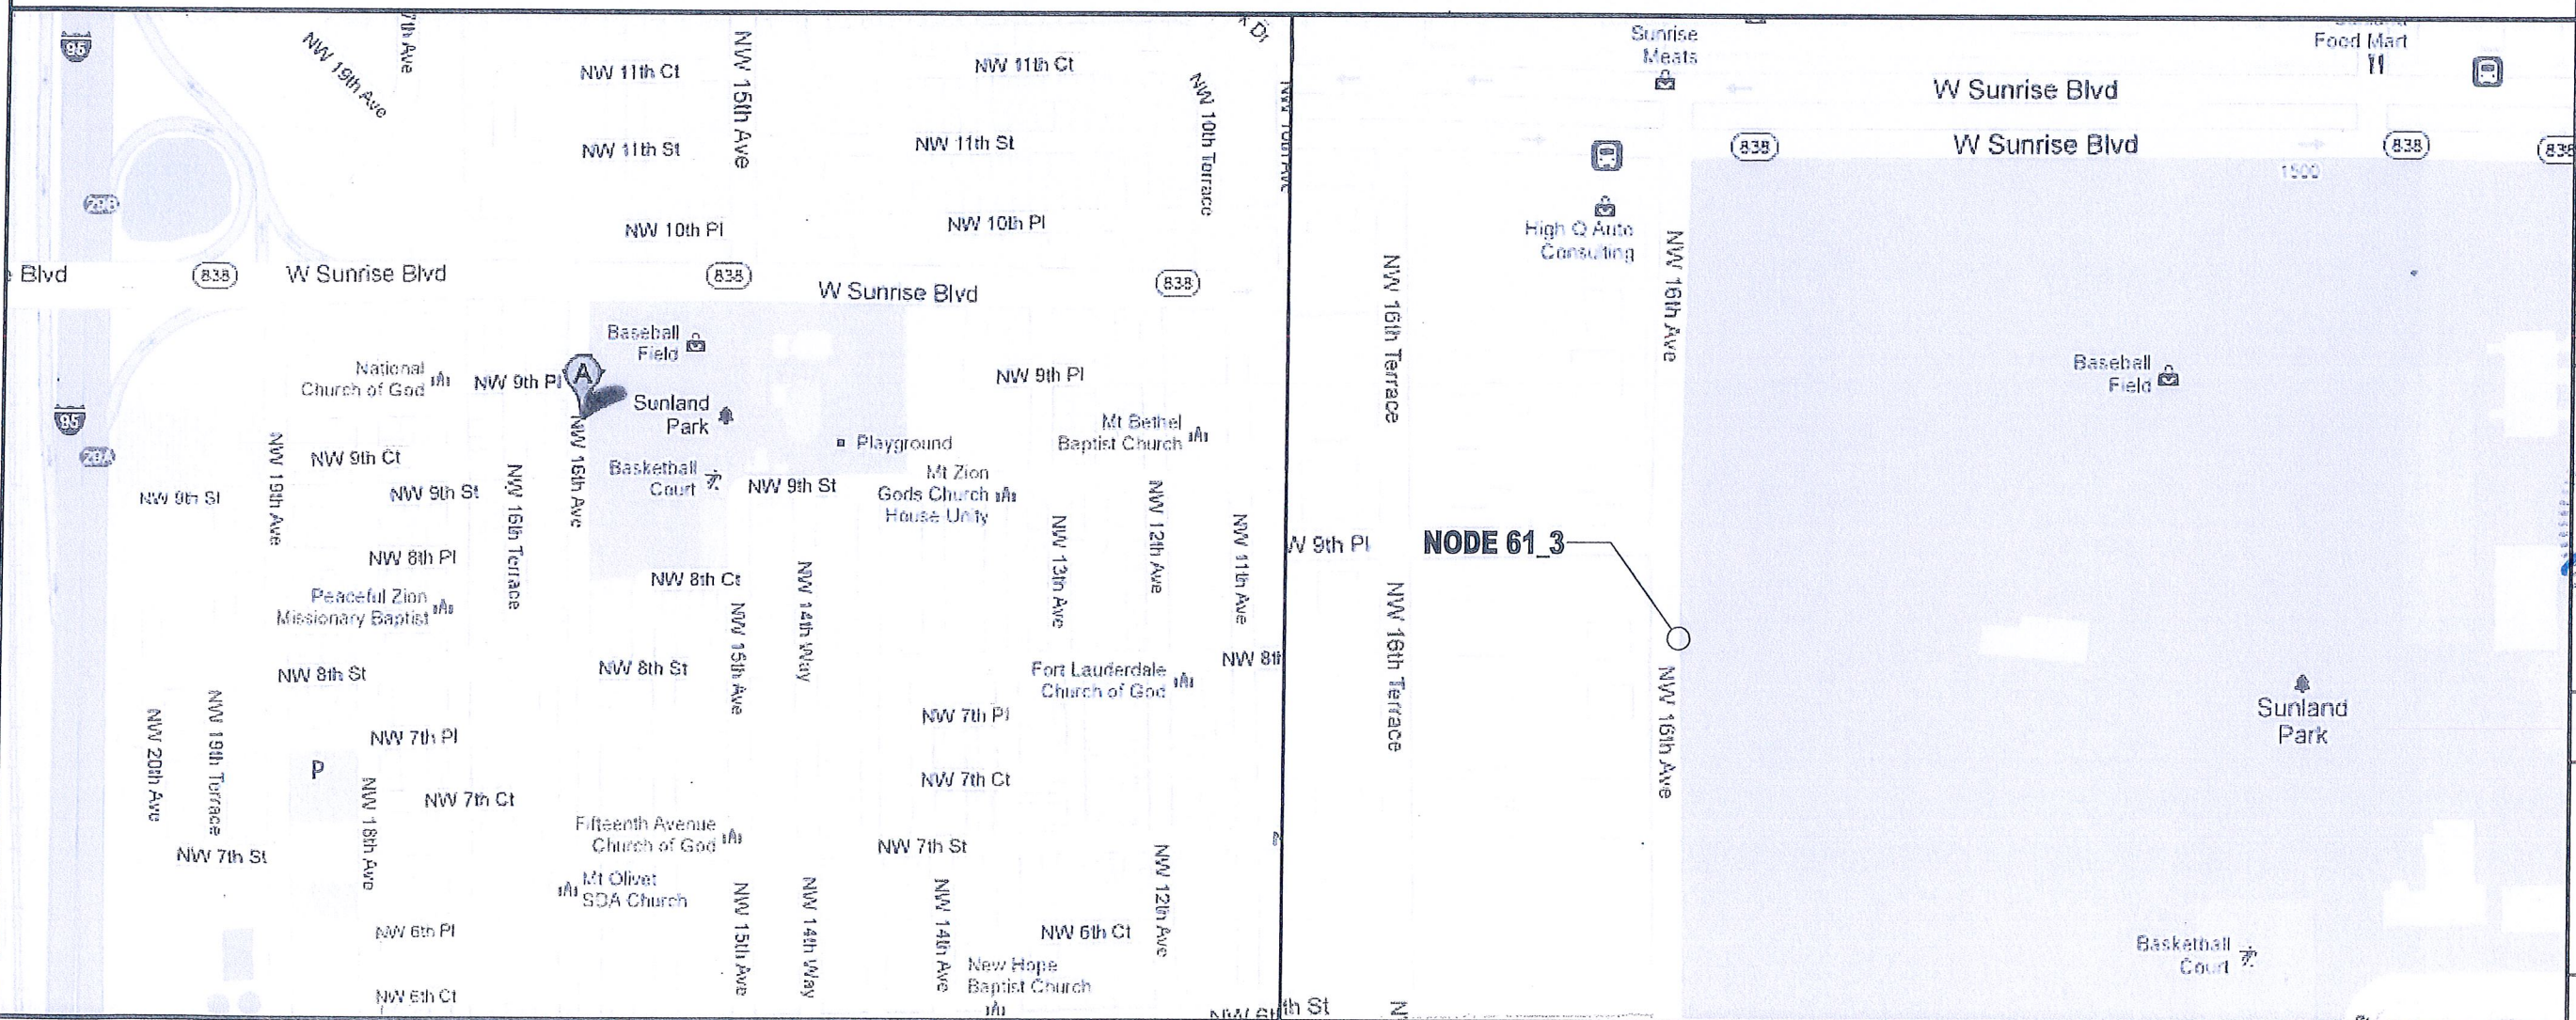 NW 19th Ave
7th Ave
NW 11th Ct
NW 15th Ave
NW 11th Ct
NW 10th Terrace
95
NW 11th St
NW 11th St
29B
NW 10th Pl
NW 10th Pl
Blvd
838
W Sunrise Blvd
838
W Sunrise Blvd
838
Baseball
Field
National
Church of God
NW 9th Pl
A
Sunland
Park
NW 9th Pl
Mt Bethel
Baptist Church
Playground
95
29A
NW 19th Ave
NW 9th Ct
NW 16th Ave
Basketball
Court
NW 9th St
Mt Zion
Gods Church
House Unity
NW 9th St
NW 9th St
NW 16th Terrace
NW 13th Ave
NW 12th Ave
NW 11th Ave
NW 8th Pl
NW 8th Ct
NW 14th Way
Peaceful Zion
Missionary Baptist
NW 15th Ave
NW 8th St
NW 8th St
Fort Lauderdale
Church of God
NW 8th
NW 20th Ave
NW 19th Terrace
NW 7th Pl
NW 7th Pl
P
NW 18th Ave
NW 7th Ct
NW 7th Ct
Fifteenth Avenue
Church of God
NW 7th St
NW 7th St
Mt Olivet
SDA Church
NW 15th Ave
NW 14th Way
NW 14th Ave
NW 12th Ave
NW 6th Pl
NW 6th Ct
New Hope
Baptist Church
NW 6th Ct
Sunrise
Meats
Food Mart
W Sunrise Blvd
838
W Sunrise Blvd
838
838
1500
High Q Auto
Consulting
NW 16th Terrace
NW 16th Ave
Baseball
Field
W 9th Pl
NODE 61_3
NW 16th Terrace
NW 16th Ave
Sunland
Park
Basketball
Court
th St